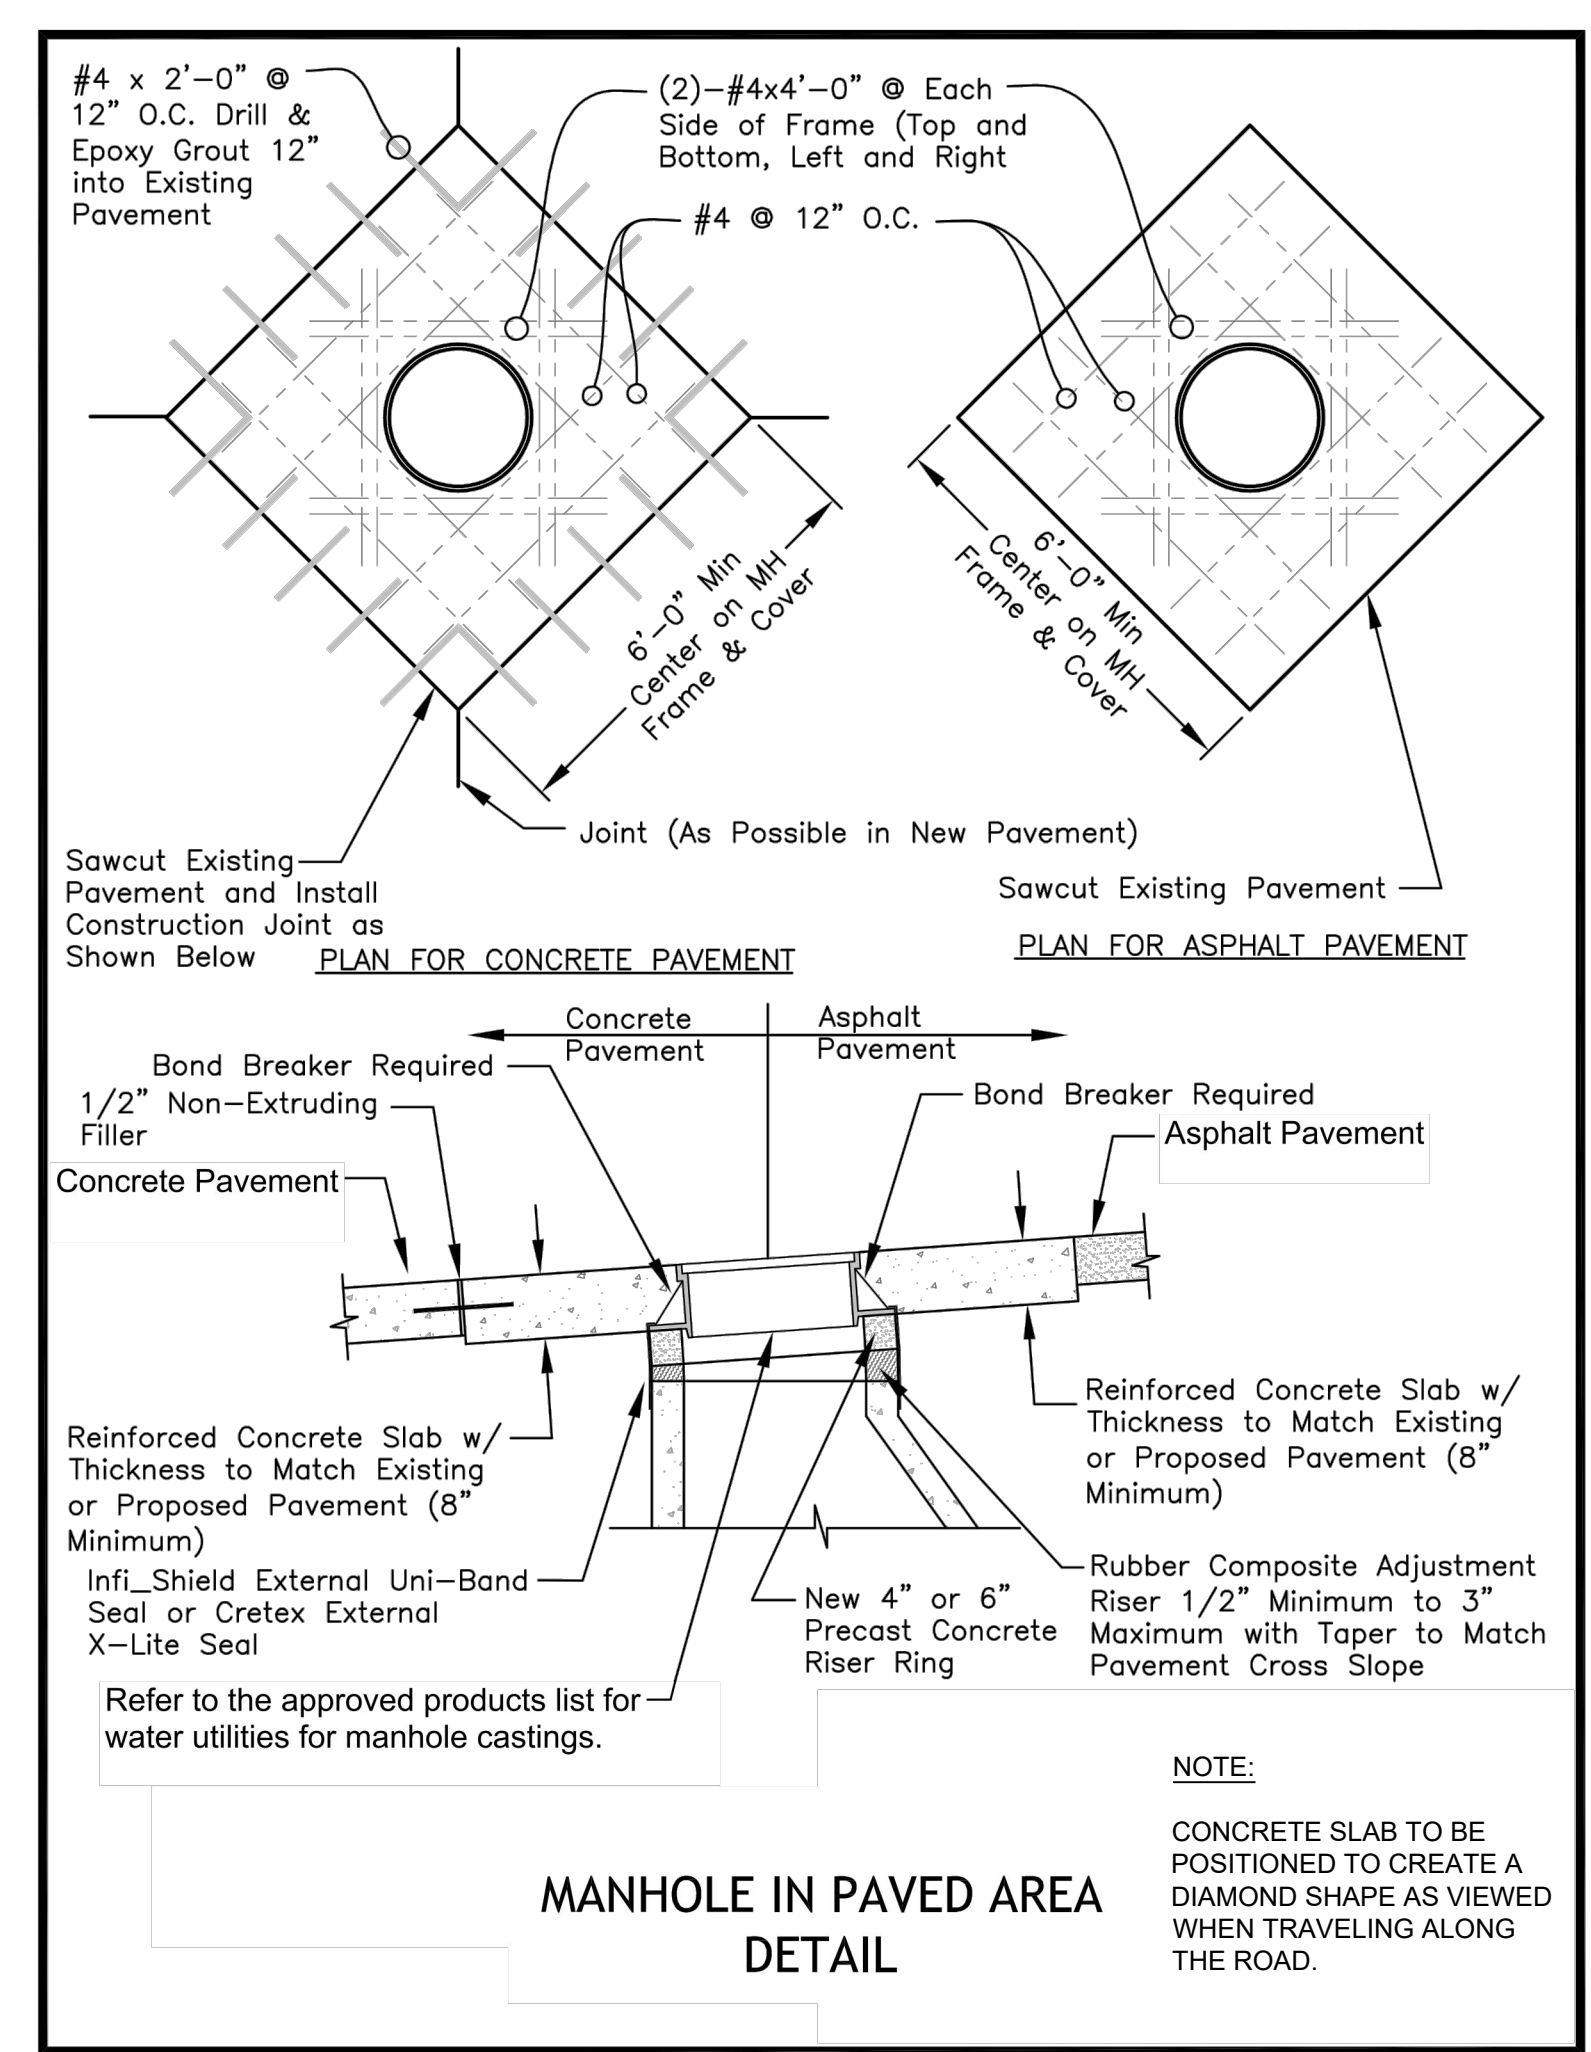 #4 x 2'-0" @
12" O.C. Drill &
Epoxy Grout 12"
into Existing
Pavement
(2)-#4x4'-0" @ Each
Side of Frame (Top and
Bottom, Left and Right
#4 @ 12" O.C.
6'-0" Min
Center on MH
Frame & Cover
6'-0" Min
Center on MH
Frame & Cover
Joint (As Possible in New Pavement)
Sawcut Existing
Pavement and Install
Construction Joint as
Shown Below
PLAN FOR CONCRETE PAVEMENT
Sawcut Existing Pavement
PLAN FOR ASPHALT PAVEMENT
Concrete
Pavement
Asphalt
Pavement
Bond Breaker Required
1/2" Non-Extruding
Filler
Concrete Pavement
Bond Breaker Required
Asphalt Pavement
Reinforced Concrete Slab w/
Thickness to Match Existing
or Proposed Pavement (8"
Minimum)
Infi_Shield External Uni-Band
Seal or Cretex External
X-Lite Seal
Refer to the approved products list for
water utilities for manhole castings.
New 4" or 6"
Precast Concrete
Riser Ring
Reinforced Concrete Slab w/
Thickness to Match Existing
or Proposed Pavement (8"
Minimum)
Rubber Composite Adjustment
Riser 1/2" Minimum to 3"
Maximum with Taper to Match
Pavement Cross Slope
MANHOLE IN PAVED AREA
DETAIL
NOTE:
CONCRETE SLAB TO BE
POSITIONED TO CREATE A
DIAMOND SHAPE AS VIEWED
WHEN TRAVELING ALONG
THE ROAD.